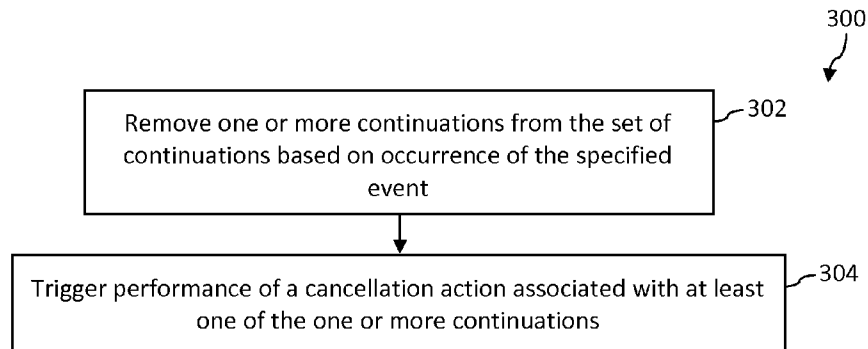 300
302
Remove one or more continuations from the set of
continuations based on occurrence of the specified
event
304
Trigger performance of a cancellation action associated with at least
one of the one or more continuations